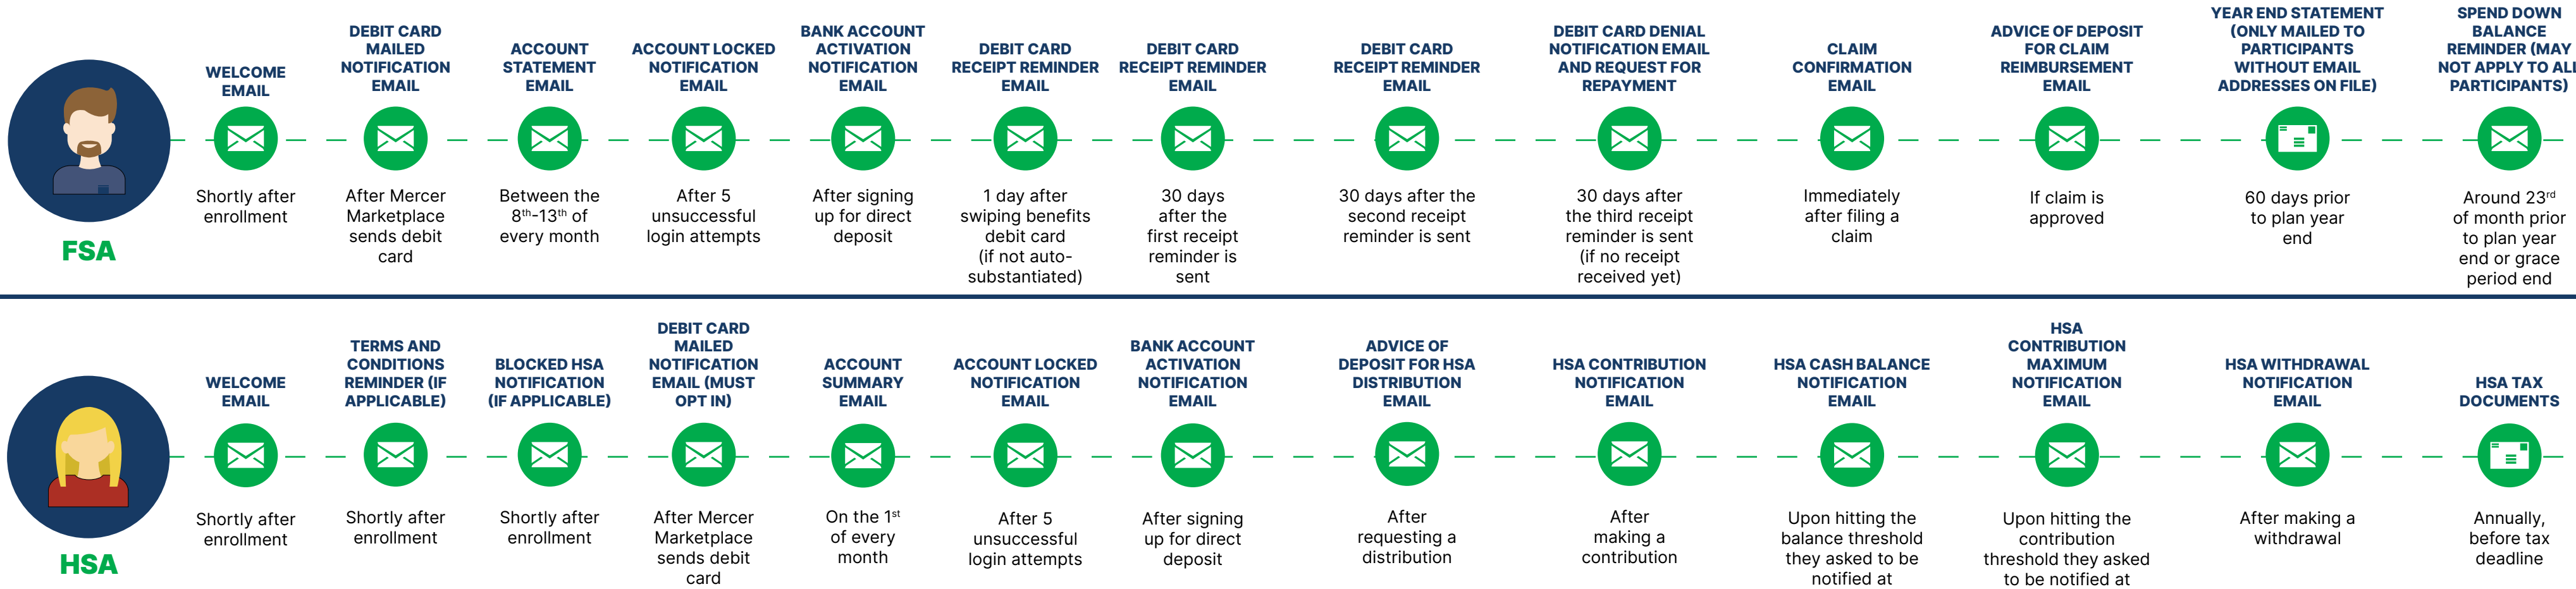 WELCOME
EMAIL
Shortly after
enrollment
DEBIT CARD
MAILED
NOTIFICATION
EMAIL
After Mercer
Marketplace
sends debit
card
ACCOUNT
STATEMENT
EMAIL
Between the
8th-13th of
every month
ACCOUNT LOCKED
NOTIFICATION
EMAIL
After 5
unsuccessful
login attempts
BANK ACCOUNT
ACTIVATION
NOTIFICATION
EMAIL
After signing
up for direct
deposit
DEBIT CARD
RECEIPT REMINDER
EMAIL
1 day after
swiping benefits
debit card
(if not auto-
substantiated)
DEBIT CARD
RECEIPT REMINDER
EMAIL
30 days
after the
first receipt
reminder is
sent
DEBIT CARD
RECEIPT REMINDER
EMAIL
30 days after the
second receipt
reminder is sent
DEBIT CARD DENIAL
NOTIFICATION EMAIL
AND REQUEST FOR
REPAYMENT
30 days after
the third receipt
reminder is sent
(if no receipt
received yet)
CLAIM
CONFIRMATION
EMAIL
Immediately
after filing a
claim
ADVICE OF DEPOSIT
FOR CLAIM
REIMBURSEMENT
EMAIL
If claim is
approved
YEAR END STATEMENT
(ONLY MAILED TO
PARTICIPANTS
WITHOUT EMAIL
ADDRESSES ON FILE)
60 days prior
to plan year
end
SPEND DOWN
BALANCE
REMINDER (MAY
NOT APPLY TO ALL
PARTICIPANTS)
Around 23rd
of month prior
to plan year
end or grace
period end
FSA
WELCOME
EMAIL
Shortly after
enrollment
TERMS AND
CONDITIONS
REMINDER (IF
APPLICABLE)
Shortly after
enrollment
BLOCKED HSA
NOTIFICATION
(IF APPLICABLE)
Shortly after
enrollment
DEBIT CARD
MAILED
NOTIFICATION
EMAIL (MUST
OPT IN)
After Mercer
Marketplace
sends debit
card
ACCOUNT
SUMMARY
EMAIL
On the 1st
of every
month
ACCOUNT LOCKED
NOTIFICATION
EMAIL
After 5
unsuccessful
login attempts
BANK ACCOUNT
ACTIVATION
NOTIFICATION
EMAIL
After signing
up for direct
deposit
ADVICE OF
DEPOSIT FOR HSA
DISTRIBUTION
EMAIL
After
requesting a
distribution
HSA CONTRIBUTION
NOTIFICATION
EMAIL
After
making a
contribution
HSA CASH BALANCE
NOTIFICATION
EMAIL
Upon hitting the
balance threshold
they asked to be
notified at
HSA
CONTRIBUTION
MAXIMUM
NOTIFICATION
EMAIL
Upon hitting the
contribution
threshold they asked
to be notified at
HSA WITHDRAWAL
NOTIFICATION
EMAIL
After making a
withdrawal
HSA TAX
DOCUMENTS
Annually,
before tax
deadline
HSA